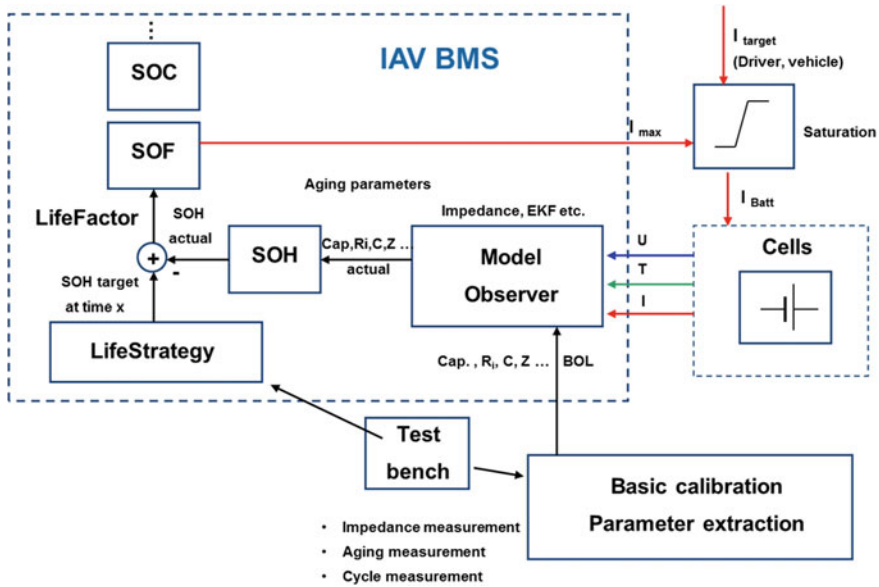 IAV BMS
⋮
SOC
SOF
I target
(Driver, vehicle)
Saturation
I max
I Batt
Aging parameters
LifeFactor
SOH
actual
Impedance, EKF etc.
Cap,Ri,C,Z ...
actual
SOH
Model
Observer
U
T
I
Cells
+
-
SOH target
at time x
LifeStrategy
Cap. , Ri, C, Z ... BOL
Test
bench
Basic calibration
Parameter extraction
• Impedance measurement
• Aging measurement
• Cycle measurement